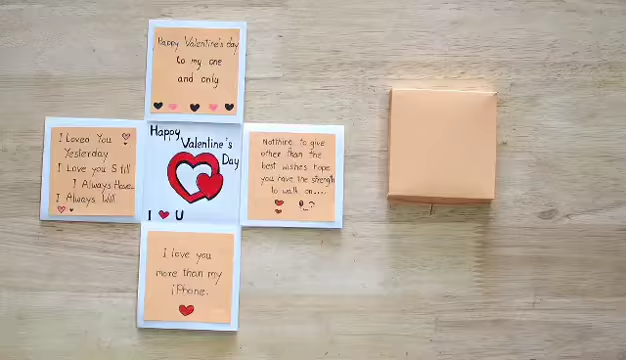 Happy Valentine's day
to my one
and only
I Loved You
Yesterday
I Love you Still
I Always Have
I Always Will
Happy
Valentine's
Day
I ❤ U
Nothing to give
other than the
best wishes hope
you have the strength
to walk on....
I love you
more than my
iPhone.